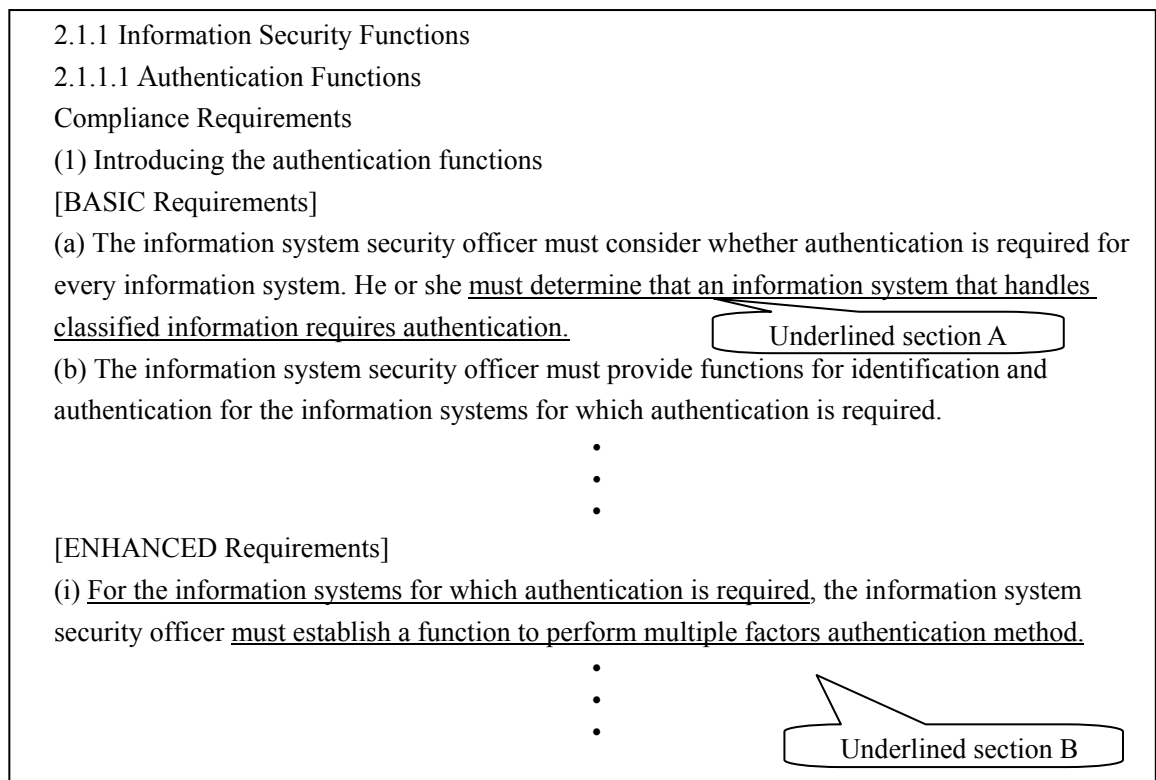 2.1.1 Information Security Functions
2.1.1.1 Authentication Functions
Compliance Requirements
(1) Introducing the authentication functions
[BASIC Requirements]
(a) The information system security officer must consider whether authentication is required for
every information system. He or she must determine that an information system that handles
classified information requires authentication.
Underlined section A
(b) The information system security officer must provide functions for identification and
authentication for the information systems for which authentication is required.
•
•
•
[ENHANCED Requirements]
(i) For the information systems for which authentication is required, the information system
security officer must establish a function to perform multiple factors authentication method.
•
•
•
Underlined section B